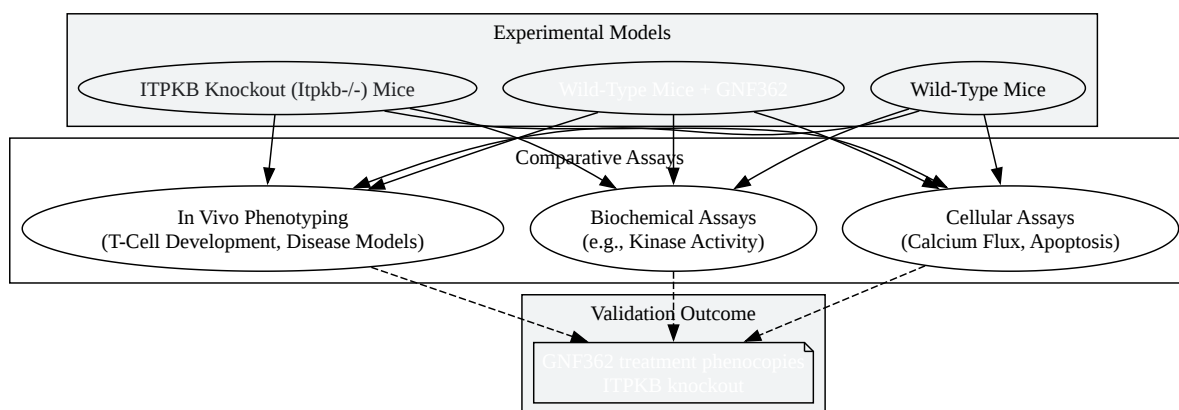 Experimental Models
ITPKB Knockout (Itpkb-/-) Mice
Wild-Type Mice + GNF362
Wild-Type Mice
Comparative Assays
In Vivo Phenotyping
(T-Cell Development, Disease Models)
Biochemical Assays
(e.g., Kinase Activity)
Cellular Assays
(Calcium Flux, Apoptosis)
Validation Outcome
GNF362 treatment phenocopies
ITPKB knockout